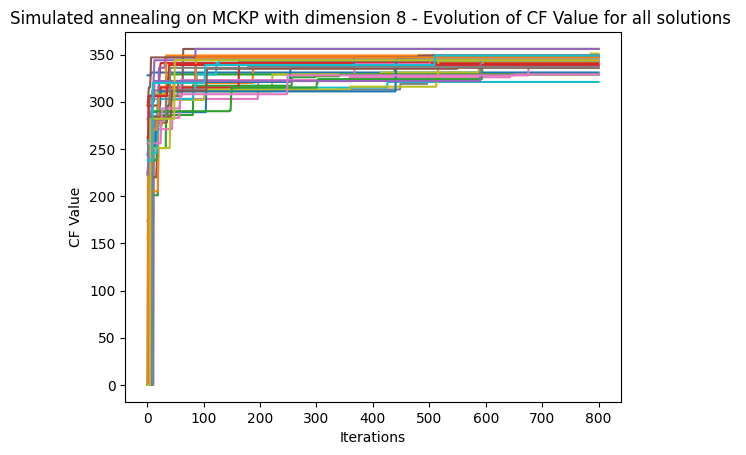 Simulated annealing on MCKP with dimension 8 - Evolution of CF Value for all solutions
350
300
250
200
150
100
50
0
CF Value
0 100 200 300 400 500 600 700 800
Iterations